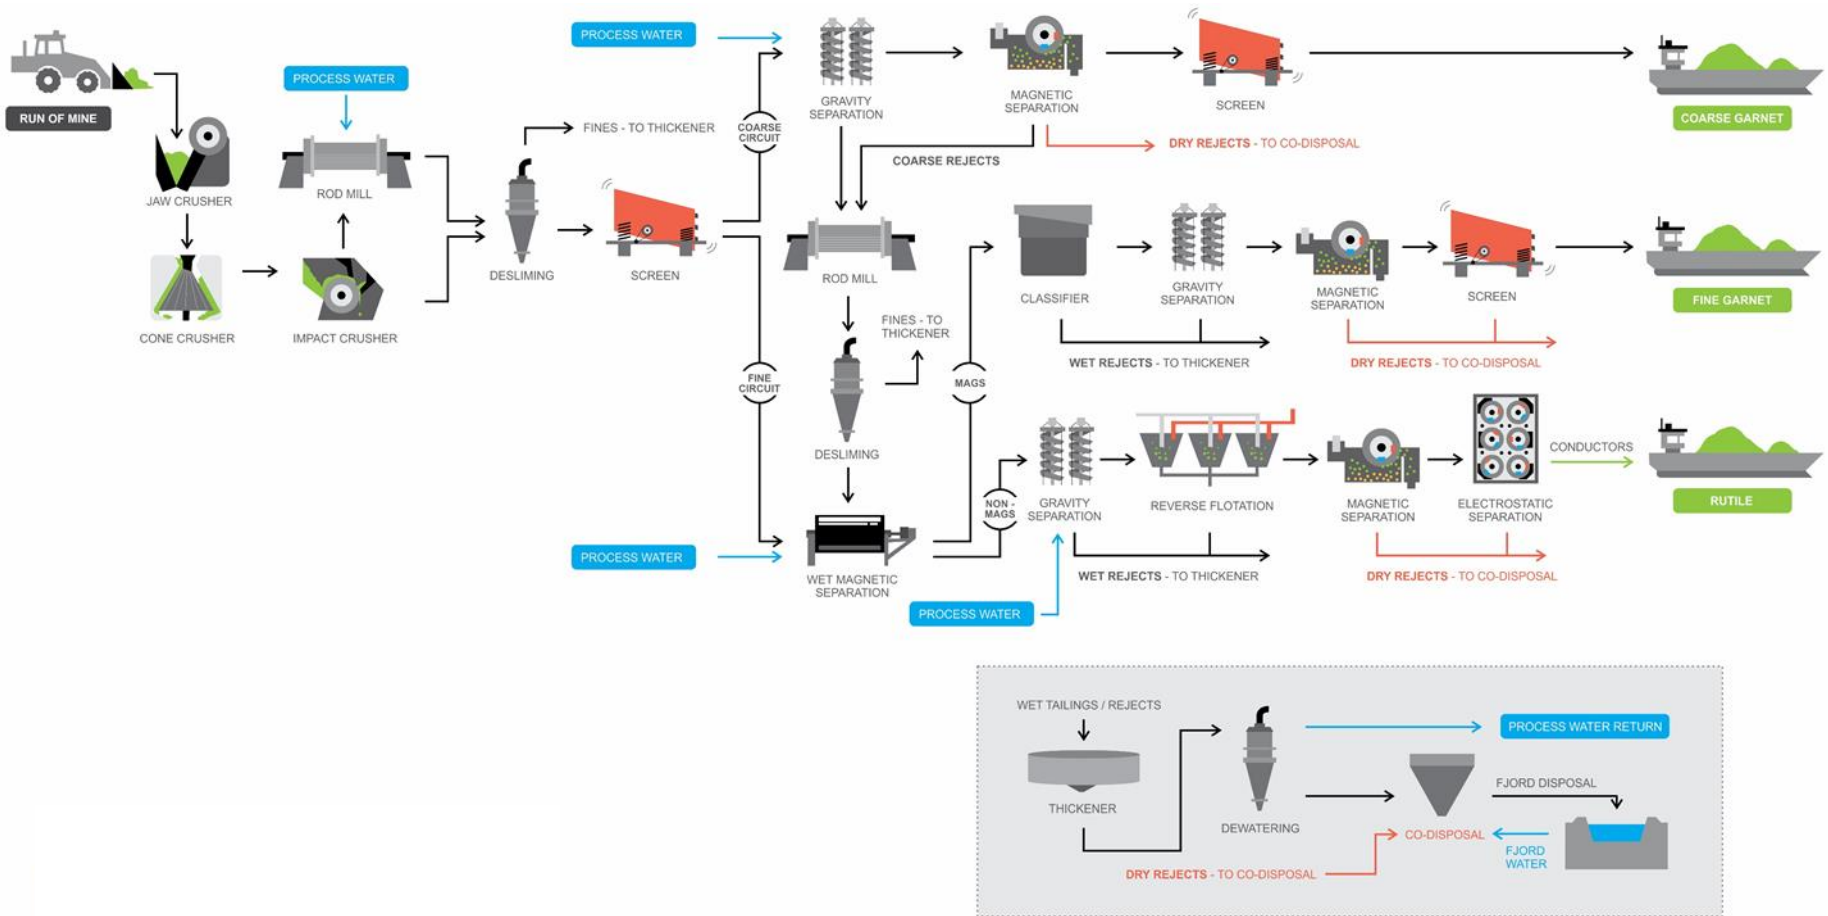 PROCESS WATER
GRAVITY
SEPARATION
MAGNETIC
SEPARATION
SCREEN
COARSE GARNET
RUN OF MINE
PROCESS WATER
JAW CRUSHER
ROD MILL
CONE CRUSHER
IMPACT CRUSHER
FINES - TO THICKENER
DESLIMING
SCREEN
COARSE
CIRCUIT
COARSE REJECTS
DRY REJECTS - TO CO-DISPOSAL
ROD MILL
FINES - TO
THICKENER
FINE
CIRCUIT
DESLIMING
MAGS
CLASSIFIER
GRAVITY
SEPARATION
MAGNETIC
SEPARATION
SCREEN
FINE GARNET
WET REJECTS - TO THICKENER
DRY REJECTS - TO CO-DISPOSAL
PROCESS WATER
WET MAGNETIC
SEPARATION
NON -
MAGS
GRAVITY
SEPARATION
REVERSE FLOTATION
MAGNETIC
SEPARATION
ELECTROSTATIC
SEPARATION
CONDUCTORS
RUTILE
WET REJECTS - TO THICKENER
DRY REJECTS - TO CO-DISPOSAL
PROCESS WATER
WET TAILINGS / REJECTS
THICKENER
DEWATERING
PROCESS WATER RETURN
FJORD DISPOSAL
CO-DISPOSAL
FJORD
WATER
DRY REJECTS - TO CO-DISPOSAL